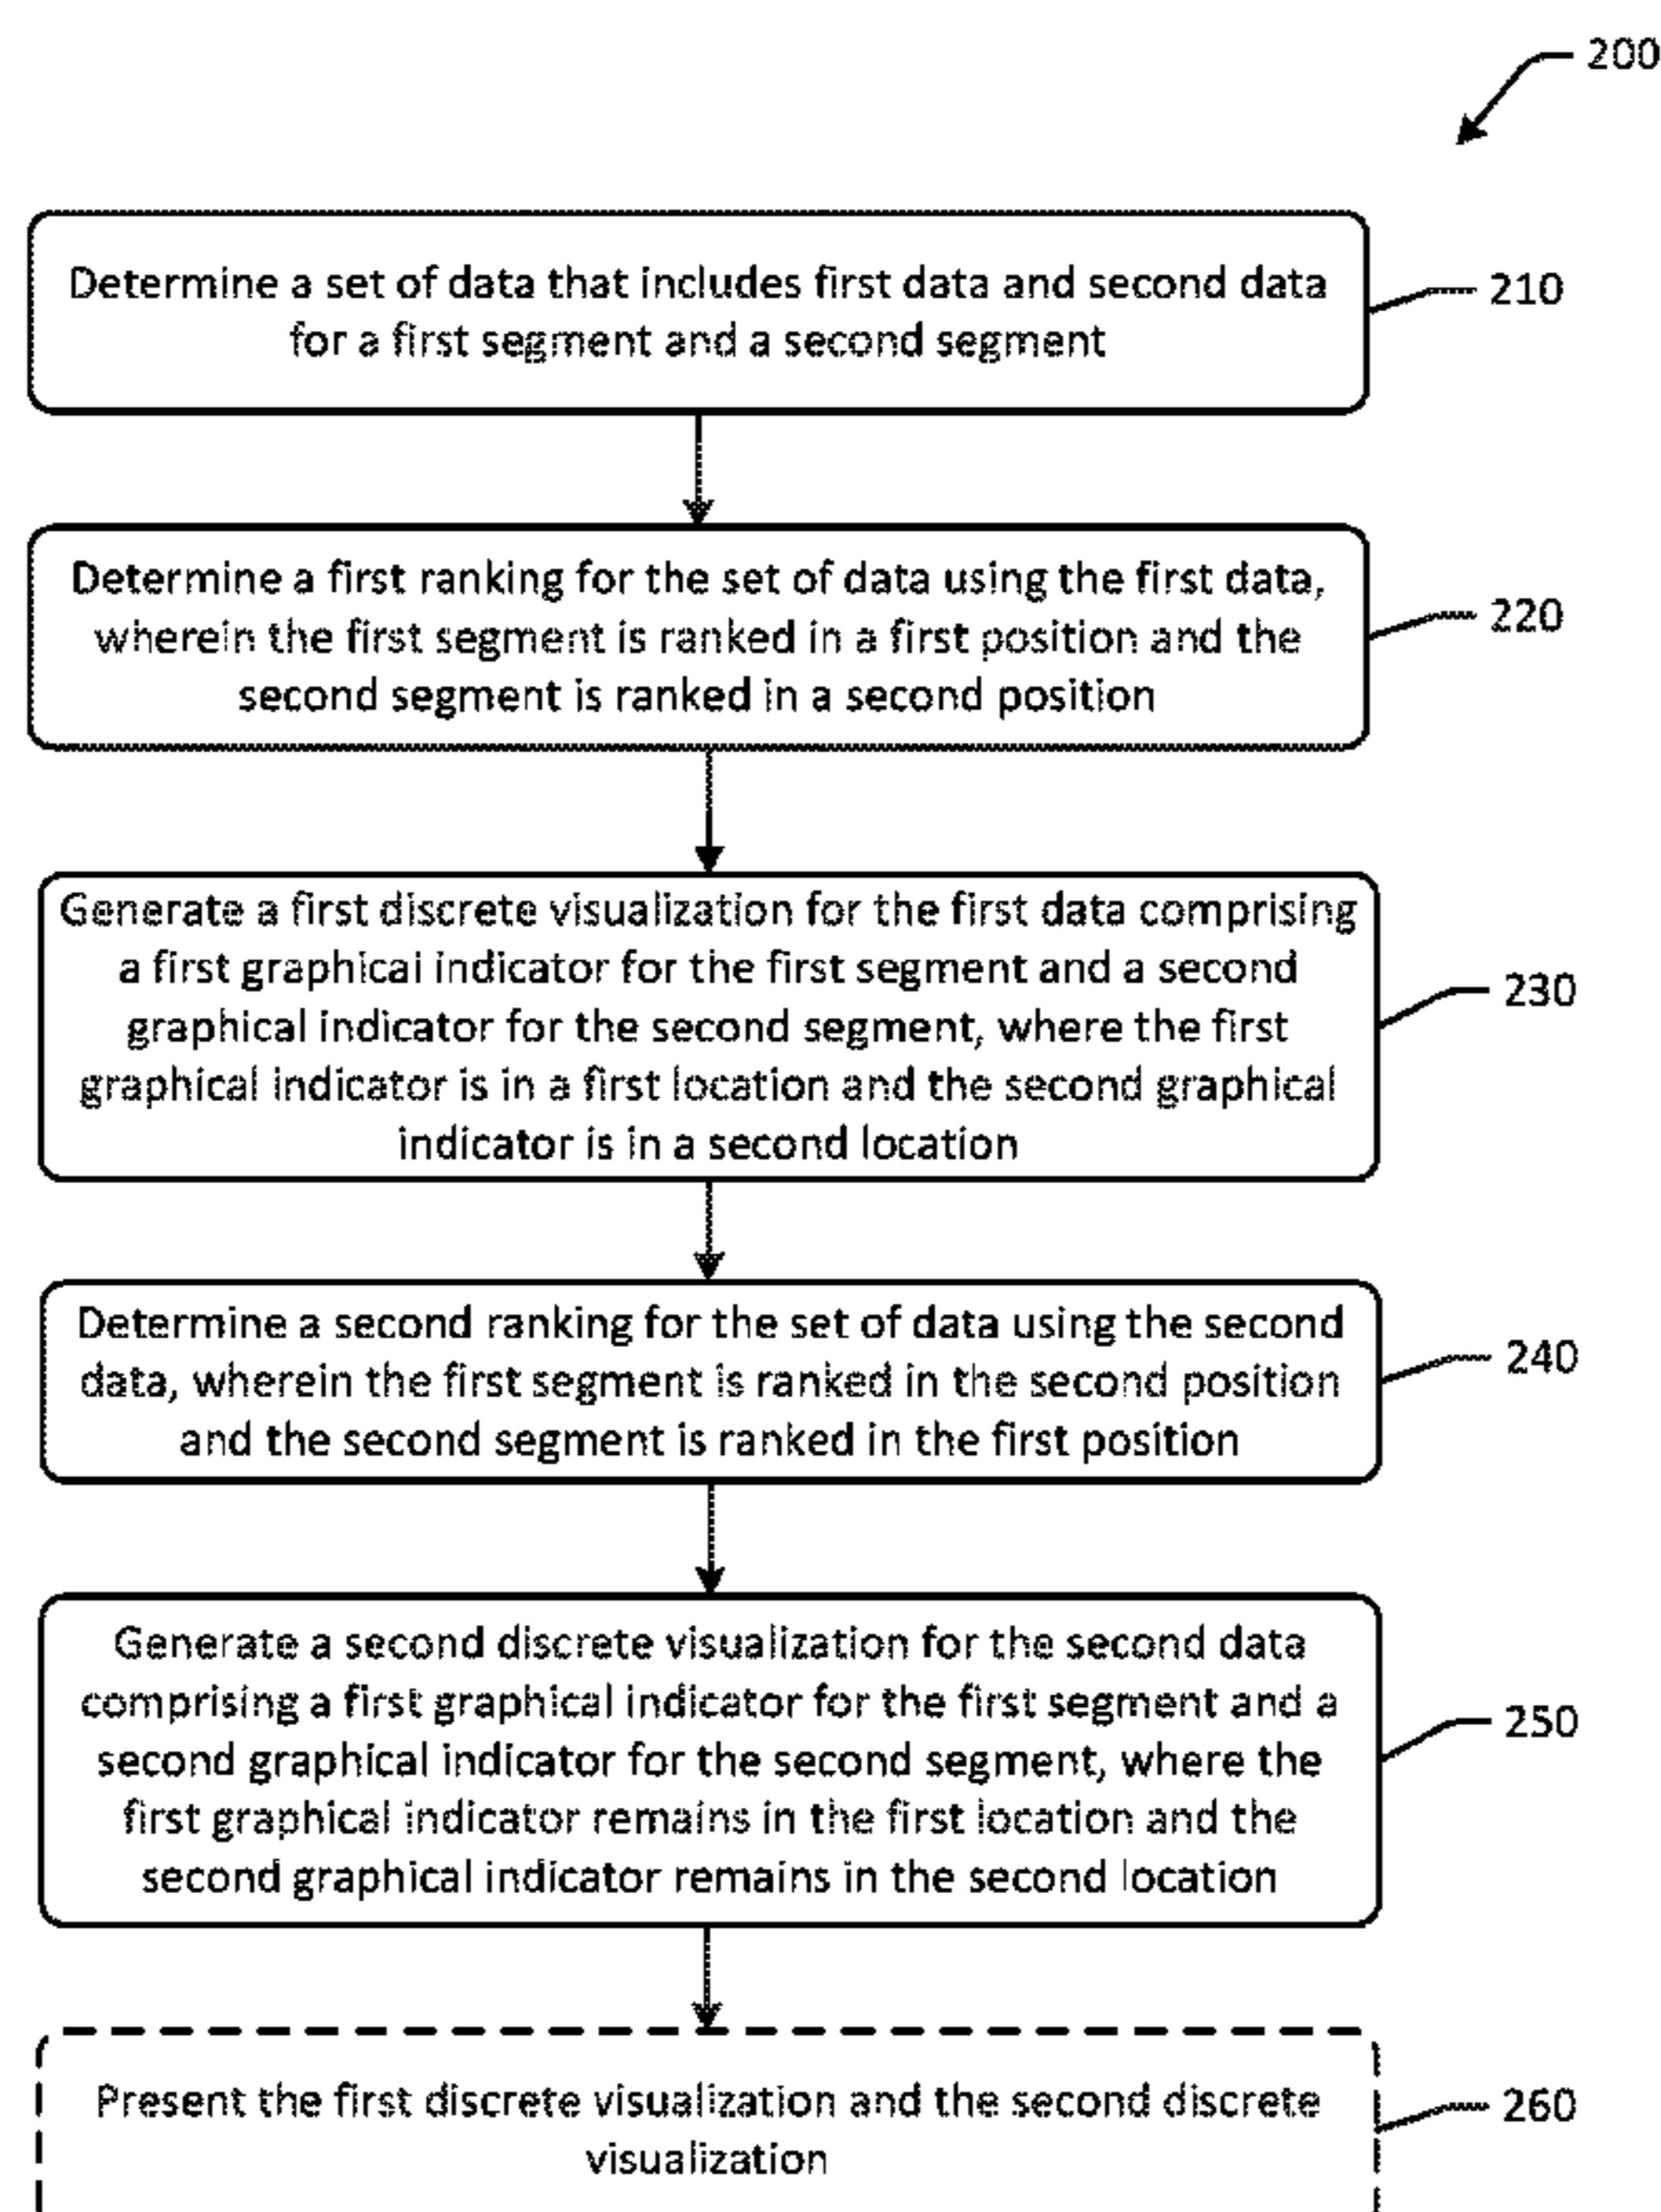 200
Determine a set of data that includes first data and second data
for a first segment and a second segment
210
Determine a first ranking for the set of data using the first data,
wherein the first segment is ranked in a first position and the
second segment is ranked in a second position
220
Generate a first discrete visualization for the first data comprising
a first graphical indicator for the first segment and a second
graphical indicator for the second segment, where the first
graphical indicator is in a first location and the second graphical
indicator is in a second location
230
Determine a second ranking for the set of data using the second
data, wherein the first segment is ranked in the second position
and the second segment is ranked in the first position
240
Generate a second discrete visualization for the second data
comprising a first graphical indicator for the first segment and a
second graphical indicator for the second segment, where the
first graphical indicator remains in the first location and the
second graphical indicator remains in the second location
250
Present the first discrete visualization and the second discrete
visualization
260